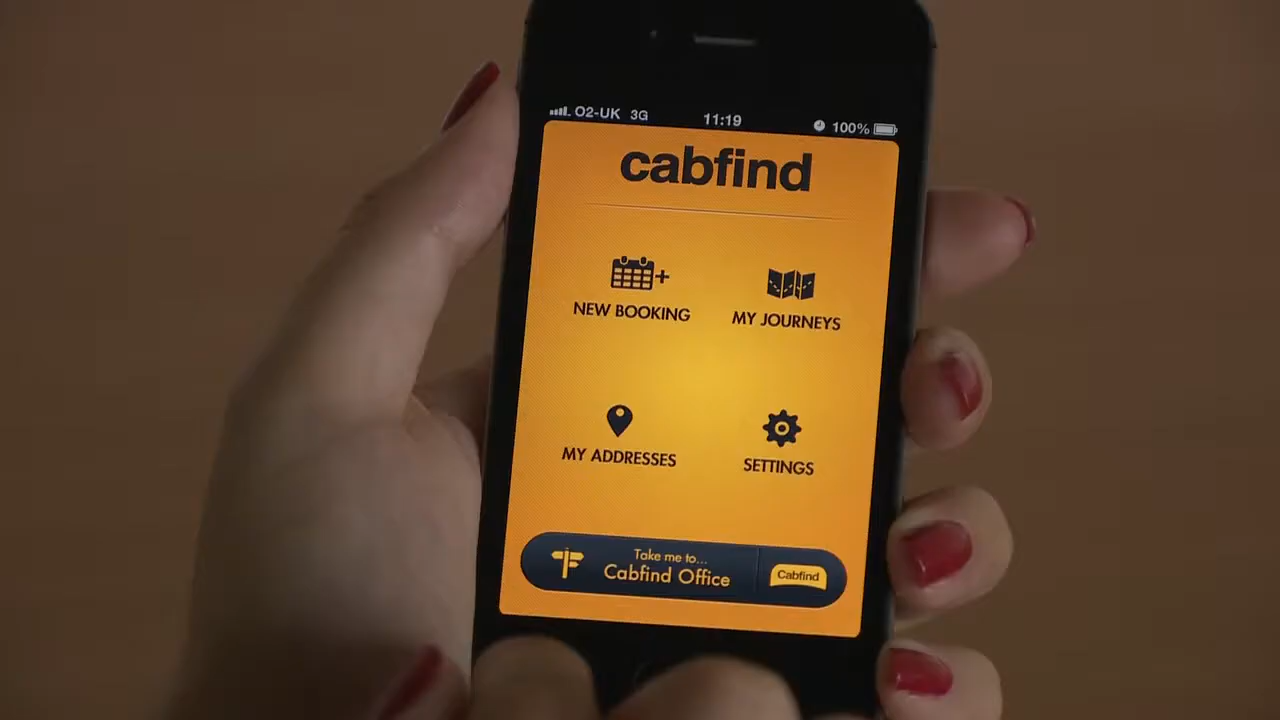 O2-UK 3G 11:19 100%
cabfind
NEW BOOKING
MY JOURNEYS
MY ADDRESSES
SETTINGS
Take me to...
Cabfind Office
Cabfind